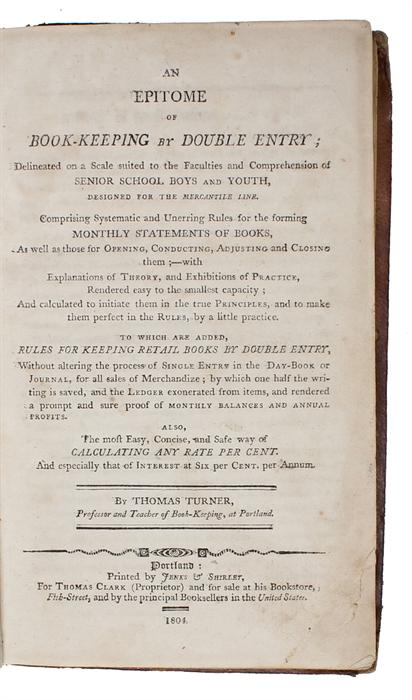 AN
EPITOME
OF
BOOK-KEEPING BY DOUBLE ENTRY;
Delineated on a Scale suited to the Faculties and Comprehension of
SENIOR SCHOOL BOYS AND YOUTH,
DESIGNED FOR THE MERCANTILE LINE.
Comprising Systematic and Unerring Rules for the forming
MONTHLY STATEMENTS OF BOOKS,
As well as those for OPENING, CONDUCTING, ADJUSTING and CLOSING
them;—with
Explanations of THEORY, and Exhibitions of PRACTICE,
Rendered easy to the smallest capacity;
And calculated to initiate them in the true PRINCIPLES, and to make
them perfect in the RULES, by a little practice.
TO WHICH ARE ADDED,
RULES FOR KEEPING RETAIL BOOKS BY DOUBLE ENTRY,
Without altering the process of SINGLE ENTRY in the DAY-BOOK or
JOURNAL, for all sales of Merchandize; by which one half the wri-
ting is saved, and the LEDGER exonerated from items, and rendered
a prompt and sure proof of MONTHLY BALANCES AND ANNUAL
PROFITS.
ALSO,
The most Easy, Concise, and Safe way of
CALCULATING ANY RATE PER CENT.
And especially that of INTEREST at SIX per CENT. per Annum.
BY THOMAS TURNER,
Professor and Teacher of Book-Keeping, at Portland.
Portland:
Printed by JENKS & SHIRLEY,
For THOMAS CLARK (Proprietor) and for sale at his Bookstore,
Fish-Street, and by the principal Booksellers in the United States.
1804.